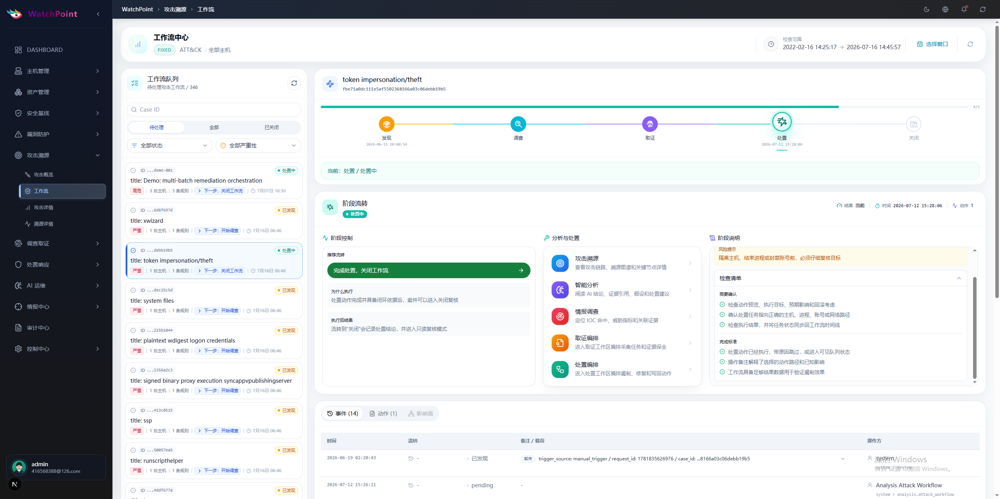 WatchPoint
DASHBOARD
主机管理
资产管理
安全基线
漏洞防护
攻击溯源
攻击概览
工作流
攻击详情
溯源详情
调查取证
处置响应
AI 运维
情报中心
审计中心
控制中心
admin
416568388@126.com
N
WatchPoint > 攻击溯源 > 工作流
工作流中心
FIXED ATT&CK / 全部主机
检查范围
2022-02-16 14:25:17 → 2026-07-16 14:45:57
选择窗口
工作流队列
待处理攻击工作流 / 346
Case ID
待处理 全部 已关闭
全部状态 全部严重性
ID ...demo-001 处置中
title: Demo: multi-batch remediation orchestration
高危 | 3 台主机 | 3 条规则 | > 下一步: 关闭工作流 | 7月07日 16:30
ID ...6d8f697d 已发现
title: xwizard
严重 | 1 台主机 | 1 条规则 | > 下一步: 开始调查 | 7月16日 06:46
ID ...debb19b5 处置中
title: token impersonation/theft
严重 | 1 台主机 | 1 条规则 | > 下一步: 关闭工作流 | 7月16日 06:46
ID ...dec25c5d 已发现
title: system files
严重 | 1 台主机 | 1 条规则 | > 下一步: 开始调查 | 7月16日 06:46
ID ...215b1044 已发现
title: plaintext wdigest logon credentials
严重 | 1 台主机 | 1 条规则 | > 下一步: 开始调查 | 7月16日 06:46
ID ...1356a2c3 已发现
title: signed binary proxy execution syncappvpublishingserver
严重 | 1 台主机 | 1 条规则 | > 下一步: 开始调查 | 7月16日 06:46
ID ...413c0515 已发现
title: ssp
严重 | 1 台主机 | 1 条规则 | > 下一步: 开始调查 | 7月16日 06:46
ID ...50057ea5 已发现
title: runscripthelper
严重 | 1 台主机 | 1 条规则 | > 下一步: 开始调查 | 7月16日 06:46
ID ...4ddf677a 已发现
token impersonation/theft
fbe71a0dc111e5af5502368166a03c06debb19b5
4/5
发现 调查 取证 处置 关闭
2026-06-11 10:00:54 2026-07-12 15:28:06
当前: 处置 / 处置中
阶段流转
处置中
结果 当前 时间 2026-07-12 15:28:06 动作 1
阶段控制
推荐流转
完成处置，关闭工作流 →
为什么执行
处置动作完成并具备闭环依据后，案件可以进入关闭复核
执行后结果
流转到“关闭”会记录处置结论，并进入只读复核模式
分析与处置
攻击溯源
查看攻击链路、溯源图谱和关键节点详情
智能分析
阅读 AI 结论、证据引用、假设和处置建议
情报调查
定位 IOC 命中、威胁指标和关联证据
取证编排
进入取证工作区编排采集任务和证据保全
处置编排
进入处置工作区编排遏制、修复和写回动作
阶段说明
风险提示
隔离主机、结束进程或封禁账号前，必须仔细复核目标
检查清单
需要确认
检查动作预览、执行目标、预期影响和回滚考虑
确认处置任务指向正确的主机、进程、账号或网络路径
检查执行结果，并将任务状态同步回工作流时间线
完成标准
处置动作已经执行、带原因跳过，或进入可见队列状态
操作备注解释了选择的动作路径和已知影响
工作流具备足够结果数据用于验证遏制效果
事件 (14) 动作 (1) 影响面
时间 流转 备注 / 载荷 操作方
2026-06-19 02:20:43 - -> 已发现 载荷 trigger_source: manual_trigger / request_id: 1781835626976 / case_id: ...8166a03c06debb19b5 system
system / system
激活 Windows
转到“设置”以激活 Windows。
2026-07-12 15:26:11 - -> pending - Analysis Attack Workflow
system / analysis.attack_workflow